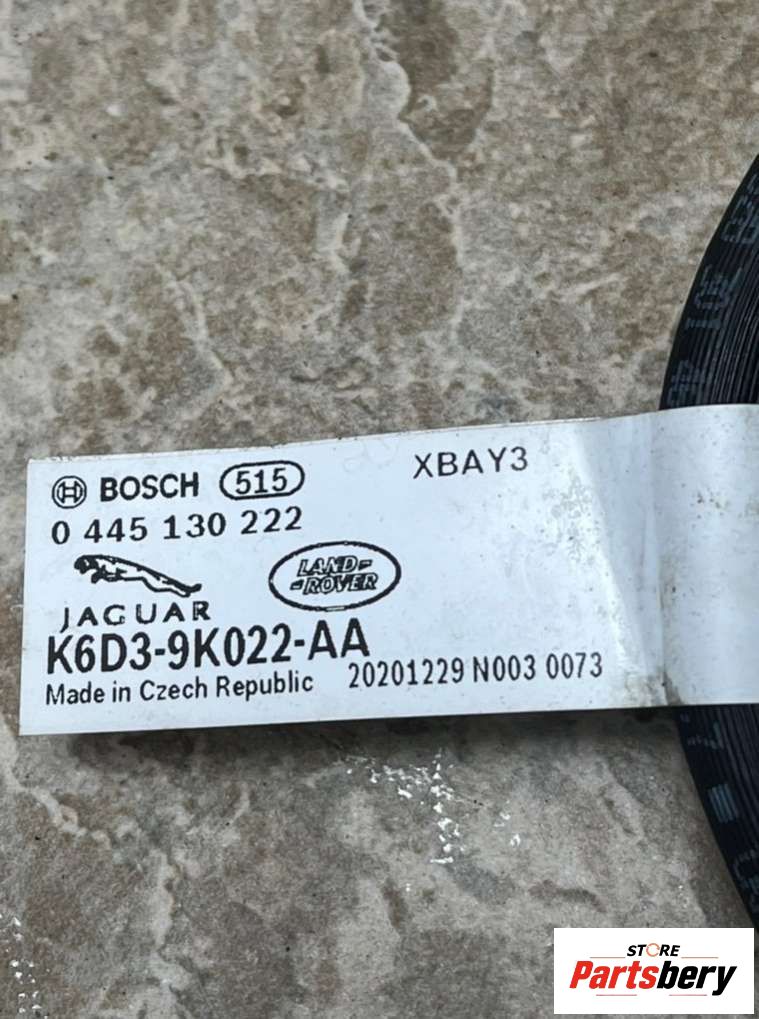 BOSCH 515
XBAY3
0 445 130 222
JAGUAR
LAND-
-ROVER
K6D3-9K022-AA
Made in Czech Republic 20201229 N003 0073
STORE
Partsbery